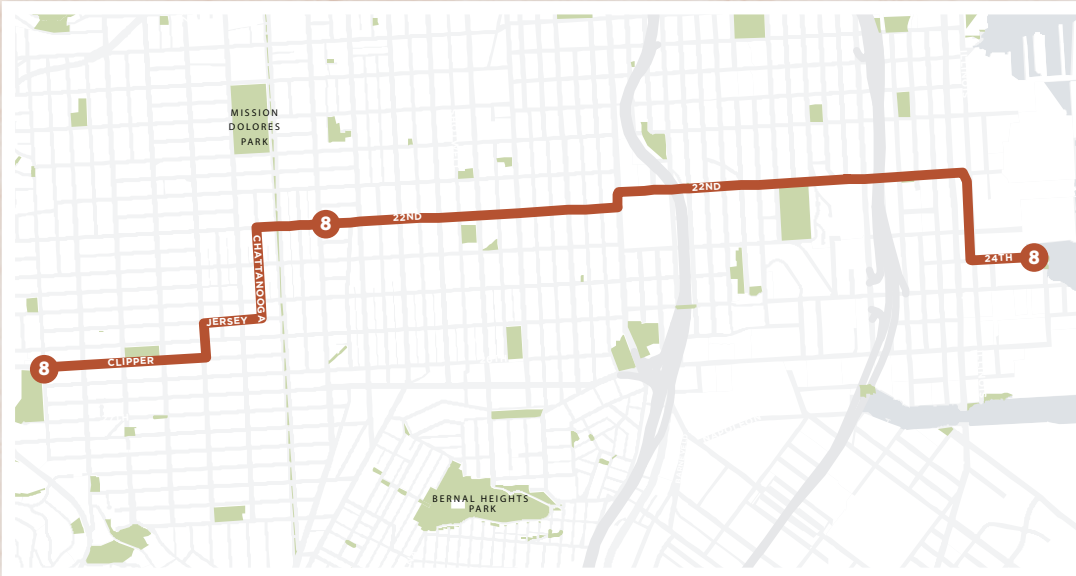 MISSION
DOLORES
PARK
22ND
8
22ND
CHATTANOOGA
24TH
8
JERSEY
CLIPPER
8
BERNAL HEIGHTS
PARK